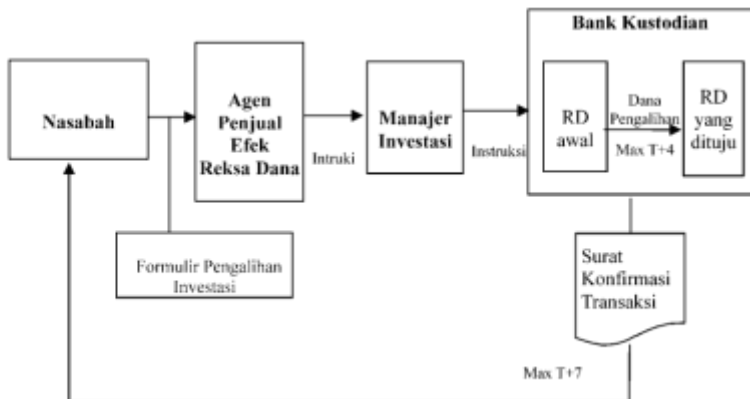 Bank Kustodian
Nasabah
Agen
Penjual
Efek
Reksa Dana
Intruki
Manajer
Investasi
Instruksi
RD
awal
Dana
Pengalihan
Max T+4
RD
yang
dituju
Formulir Pengalihan
Investasi
Surat
Konfirmasi
Transaksi
Max T+7